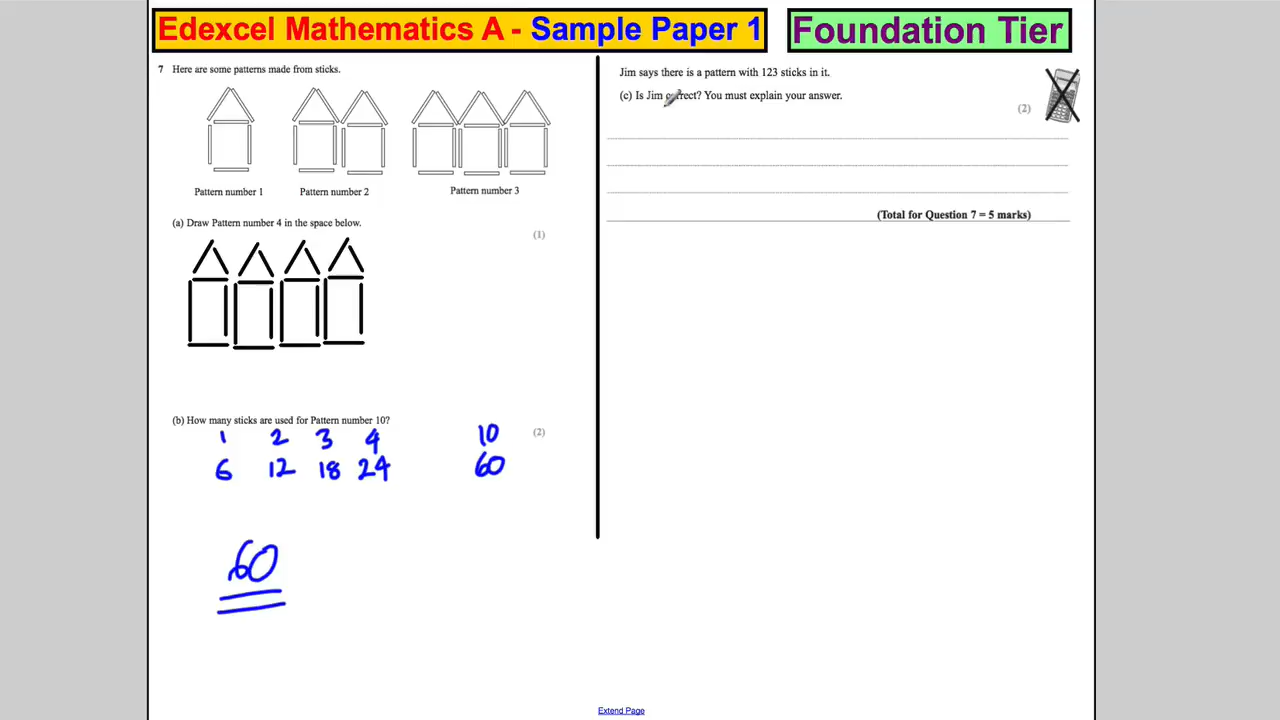 Edexcel Mathematics A - Sample Paper 1
Foundation Tier
7 Here are some patterns made from sticks.
Pattern number 1 Pattern number 2 Pattern number 3
(a) Draw Pattern number 4 in the space below.
(1)
(b) How many sticks are used for Pattern number 10?
(2)
1 2 3 4 10
6 12 18 24 60
60
Jim says there is a pattern with 123 sticks in it.
(c) Is Jim correct? You must explain your answer.
(2)
(Total for Question 7 = 5 marks)
Extend Page